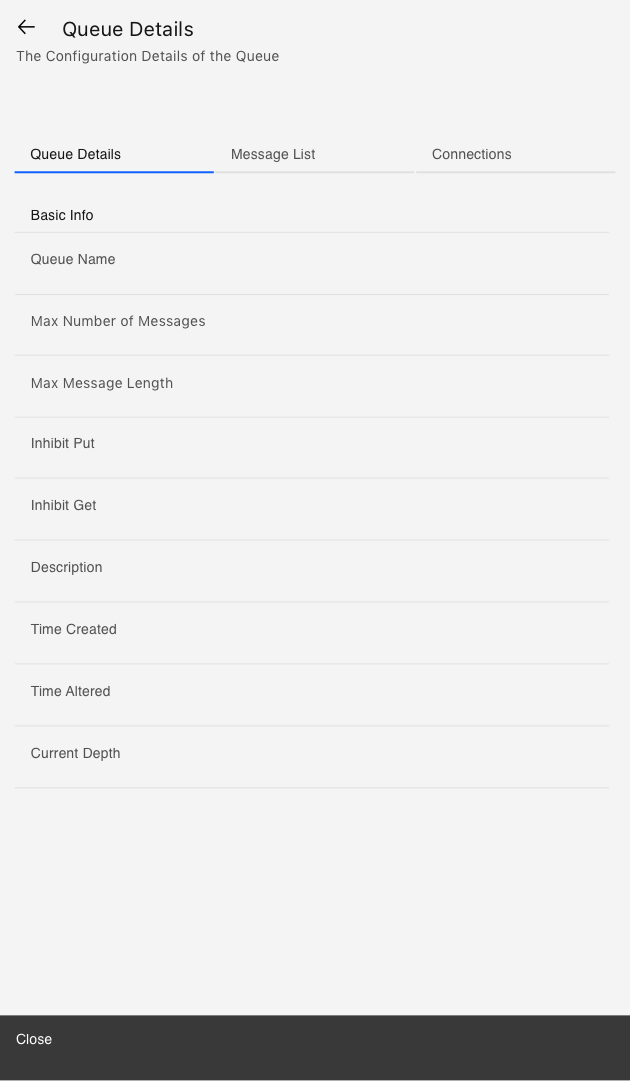 Queue Details
The Configuration Details of the Queue
Queue Details Message List Connections
Basic Info
Queue Name
Max Number of Messages
Max Message Length
Inhibit Put
Inhibit Get
Description
Time Created
Time Altered
Current Depth
Close